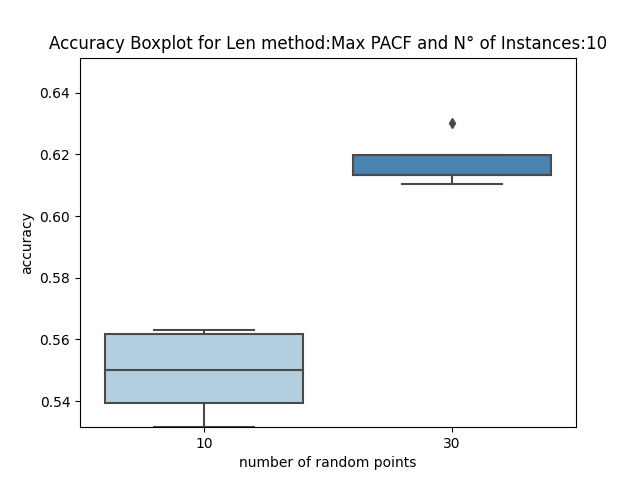 Accuracy Boxplot for Len method:Max PACF and N° of Instances:10
0.64
0.62
0.60
0.58
0.56
0.54
accuracy
10 30
number of random points